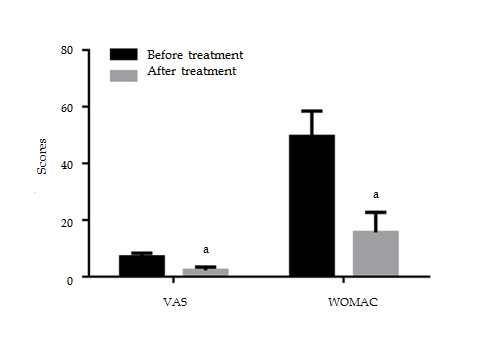 80
Before treatment
After treatment
60
40
20
0
Scores
a
a
VAS
WOMAC